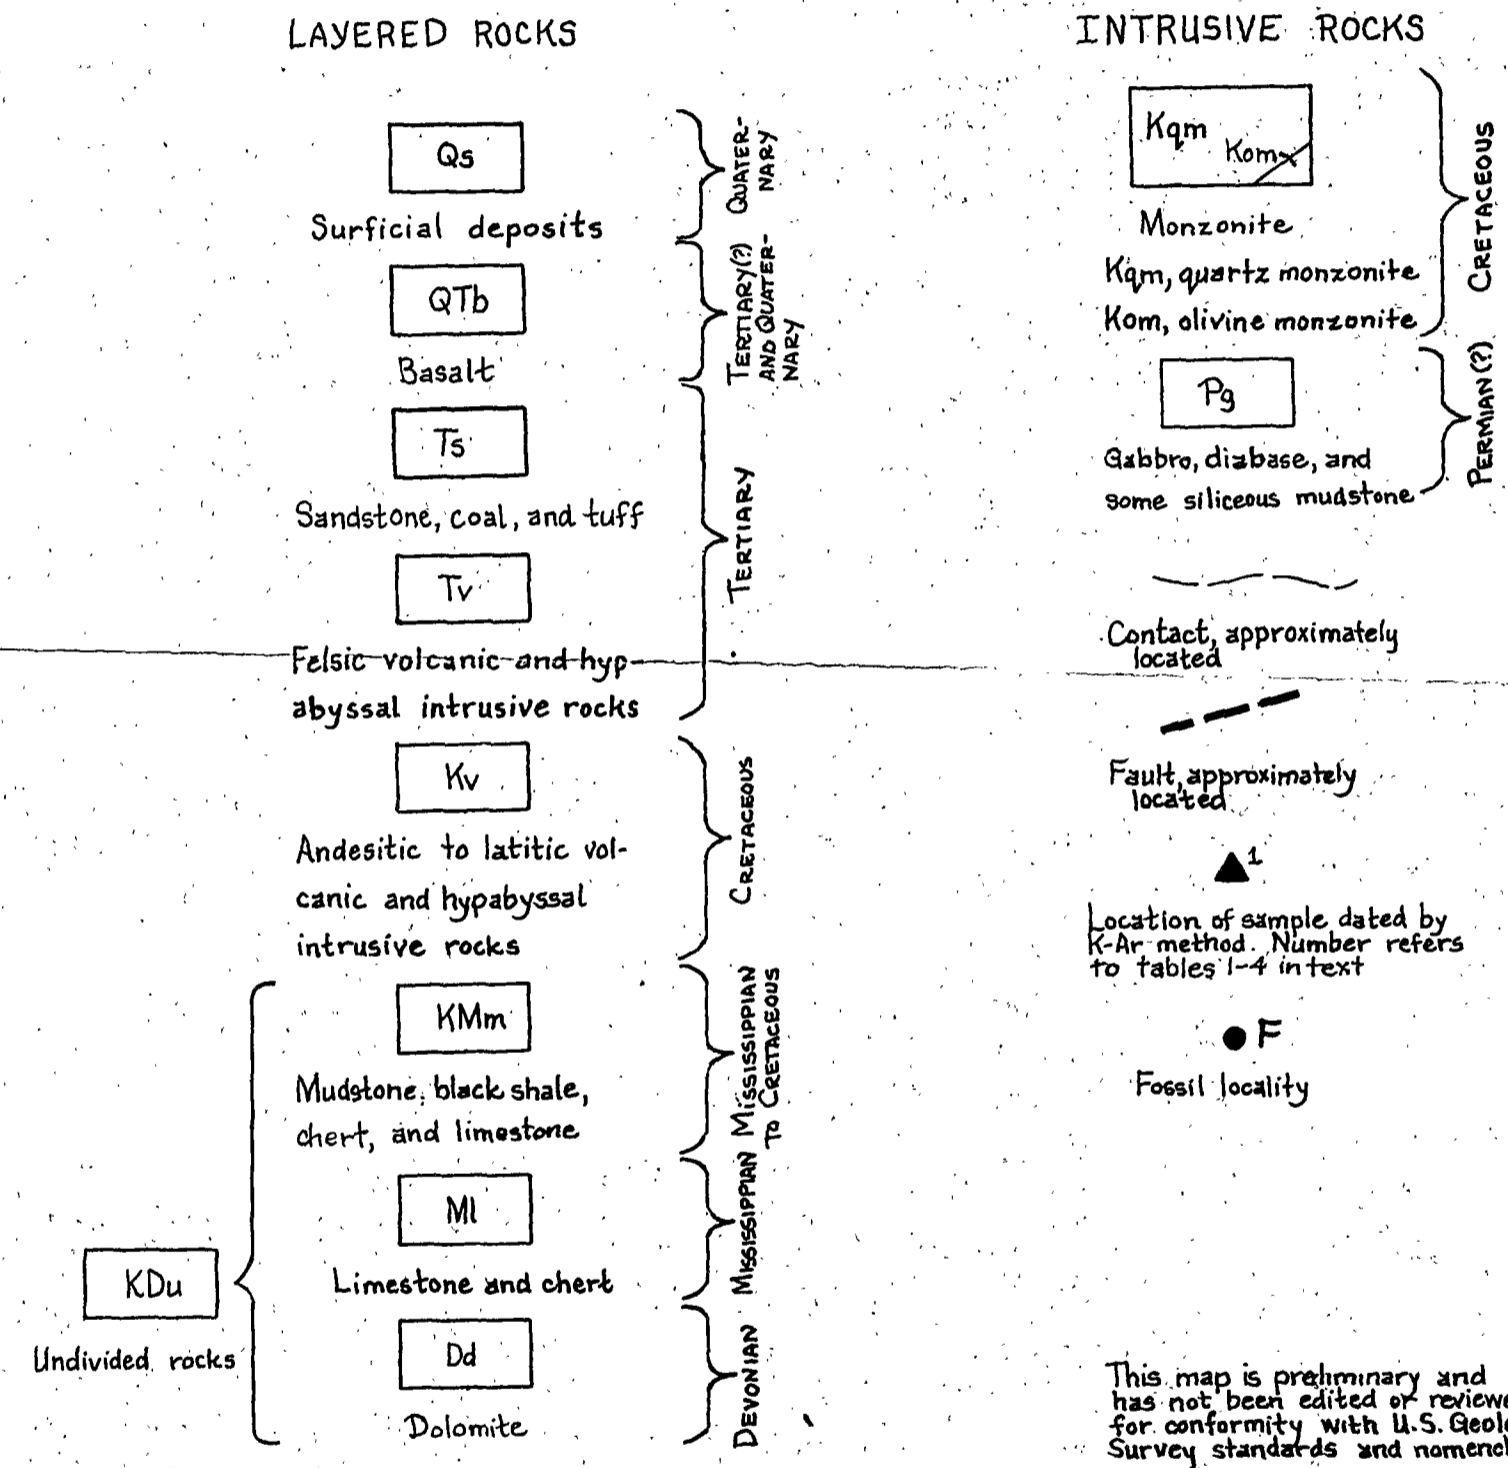 LAYERED ROCKS
Qs
Surficial deposits
QUATER-
NARY
QTb
Basalt
TERTIARY(?)
AND QUATER-
NARY
Ts
Sandstone, coal, and tuff
Tv
Felsic volcanic and hyp-
abyssal intrusive rocks
TERTIARY
Kv
Andesitic to latitic vol-
canic and hypabyssal
intrusive rocks
CRETACEOUS
KMm
Mudstone, black shale,
chert, and limestone
MISSISSIPPIAN
TO CRETACEOUS
Ml
Limestone and chert
MISSISSIPPIAN
Dd
Dolomite
DEVONIAN
KDu
Undivided rocks
INTRUSIVE ROCKS
Kqm
Kom
Monzonite
Kqm, quartz monzonite
Kom, olivine monzonite
CRETACEOUS
Pg
Gabbro, diabase, and
some siliceous mudstone
PERMIAN(?)
Contact, approximately
located
Fault, approximately
located
1
Location of sample dated by
K-Ar method. Number refers
to tables 1-4 in text
F
Fossil locality
This map is preliminary and
has not been edited or reviewe
for conformity with U.S. Geolo
Survey standards and nomencl